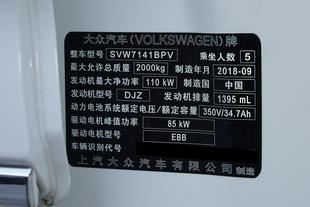 大众汽车(VOLKSWAGEN)牌
整车型号 SVW7141BPV 乘坐人数 5
最大允许总质量 2000kg 制造年月 2018-09
发动机最大净功率 110 kW 制造国 中国
发动机型号 DJZ 发动机排量 1395 mL
动力电池系统额定电压/额定容量 350V/34.7Ah
驱动电机峰值功率 85 kW
驱动电机型号 EBB
车辆识别代号
上汽大众汽车有限公司 制造